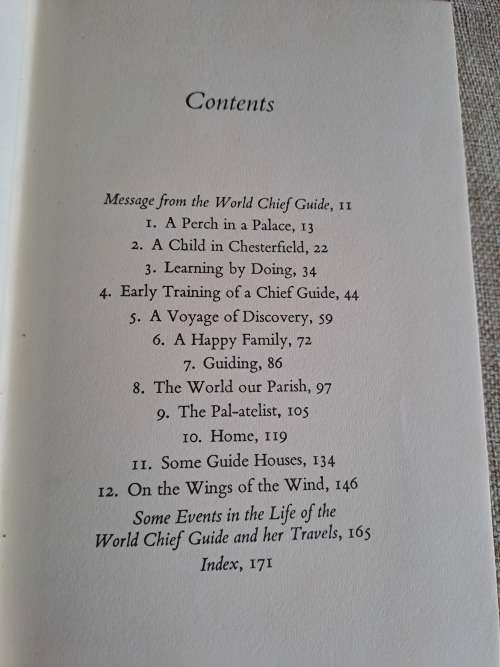 Contents
Message from the World Chief Guide, 11
1. A Perch in a Palace, 13
2. A Child in Chesterfield, 22
3. Learning by Doing, 34
4. Early Training of a Chief Guide, 44
5. A Voyage of Discovery, 59
6. A Happy Family, 72
7. Guiding, 86
8. The World our Parish, 97
9. The Pal-atelist, 105
10. Home, 119
11. Some Guide Houses, 134
12. On the Wings of the Wind, 146
Some Events in the Life of the
World Chief Guide and her Travels, 165
Index, 171